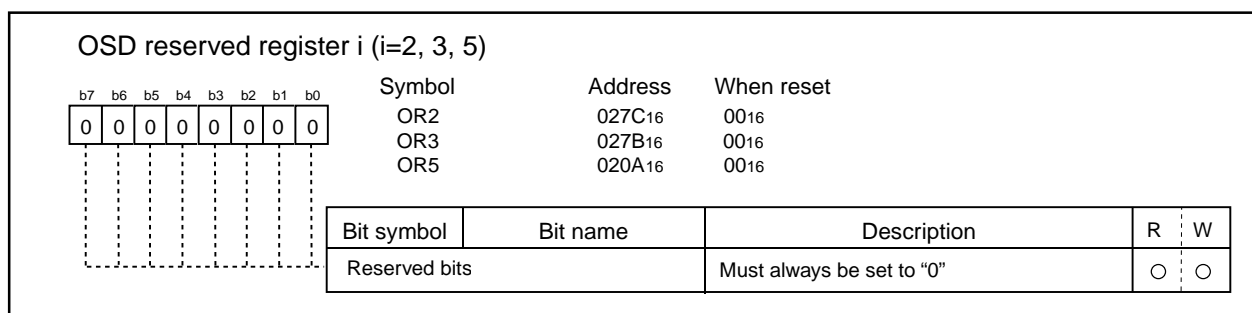 OSD reserved register i (i=2, 3, 5)
Symbol Address When reset
b7 b6 b5 b4 b3 b2 b1 b0
0 0 0 0 0 0 0 0
OR2 027C16 0016
OR3 027B16 0016
OR5 020A16 0016
Bit symbol Bit name Description R W
Reserved bits Must always be set to “0”